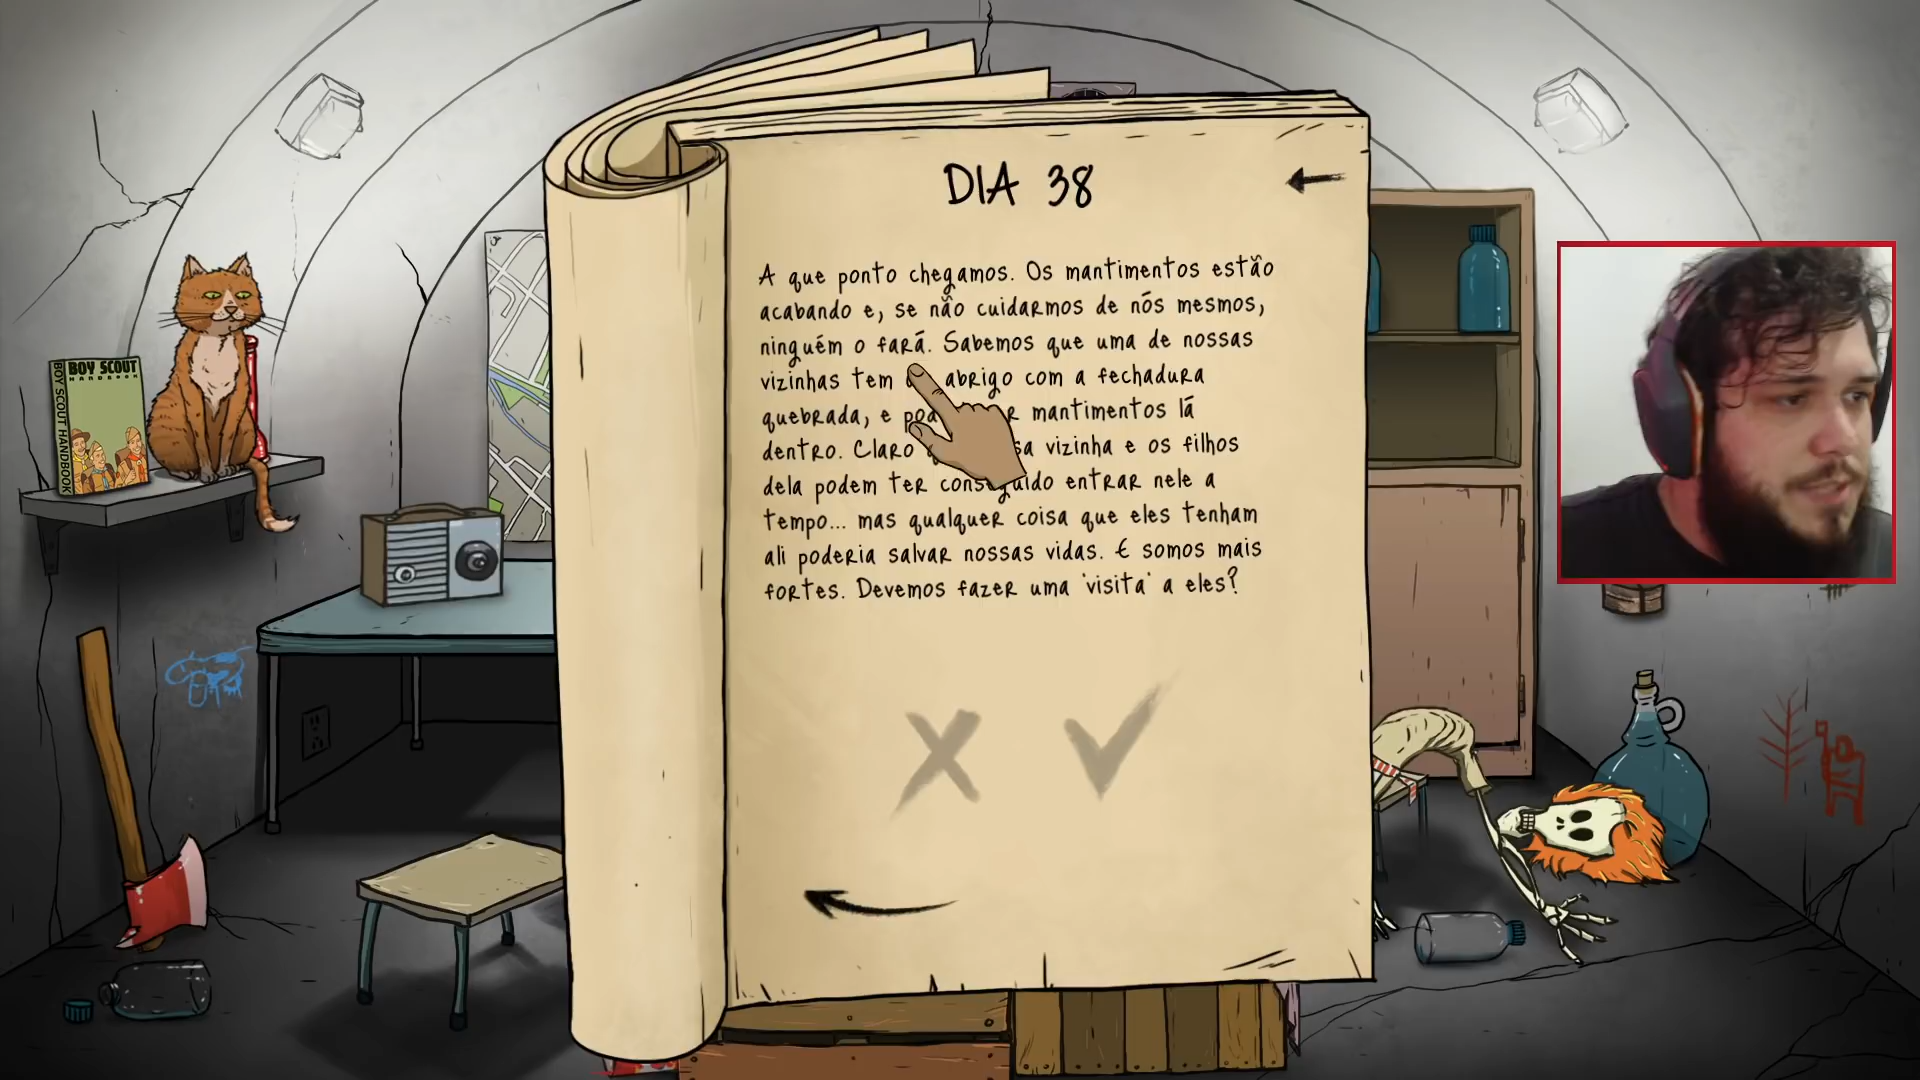 DIA 38
A que ponto chegamos. Os mantimentos estão
acabando e, se não cuidarmos de nós mesmos,
ninguém o fará. Sabemos que uma de nossas
vizinhas tem abrigo com a fechadura
quebrada, e mantimentos lá
dentro. Claro vizinha e os filhos
dela podem ter conseguido entrar nele a
tempo... mas qualquer coisa que eles tenham
ali poderia salvar nossas vidas. E somos mais
fortes. Devemos fazer uma 'visita' a eles?
BOY SCOUT
HANDBOOK
BOY SCOUT HANDBOOK